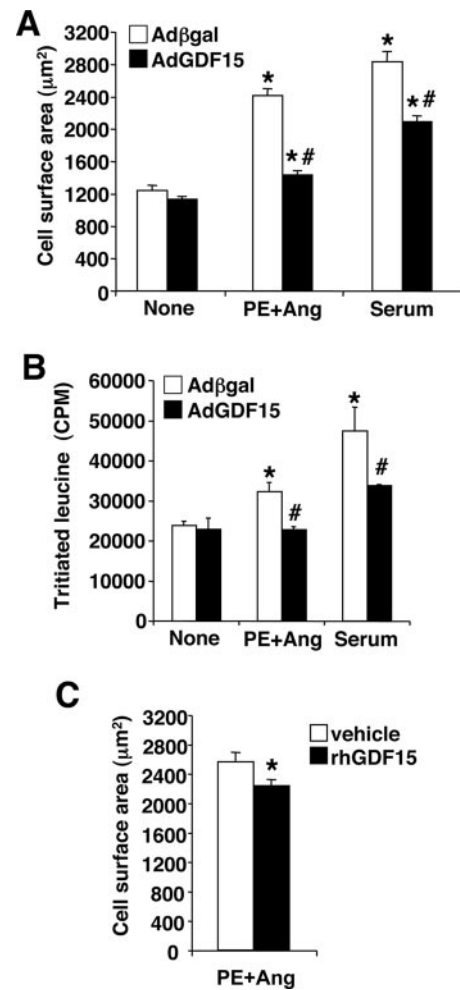 A
Adβgal
AdGDF15
Cell surface area (μm²)
3200
2800
2400
2000
1600
1200
800
400
0
*
*#
*
*#
None PE+Ang Serum
B
Adβgal
AdGDF15
Tritiated leucine (CPM)
60000
50000
40000
30000
20000
10000
0
*
#
*
#
None PE+Ang Serum
C
vehicle
rhGDF15
Cell surface area (μm²)
3200
2800
2400
2000
1600
1200
800
400
0
*
PE+Ang